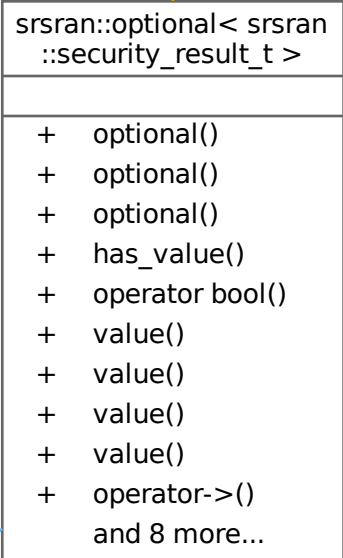 srsran::optional< srsran
::security_result_t >
+ optional()
+ optional()
+ optional()
+ has_value()
+ operator bool()
+ value()
+ value()
+ value()
+ value()
+ operator->()
and 8 more...